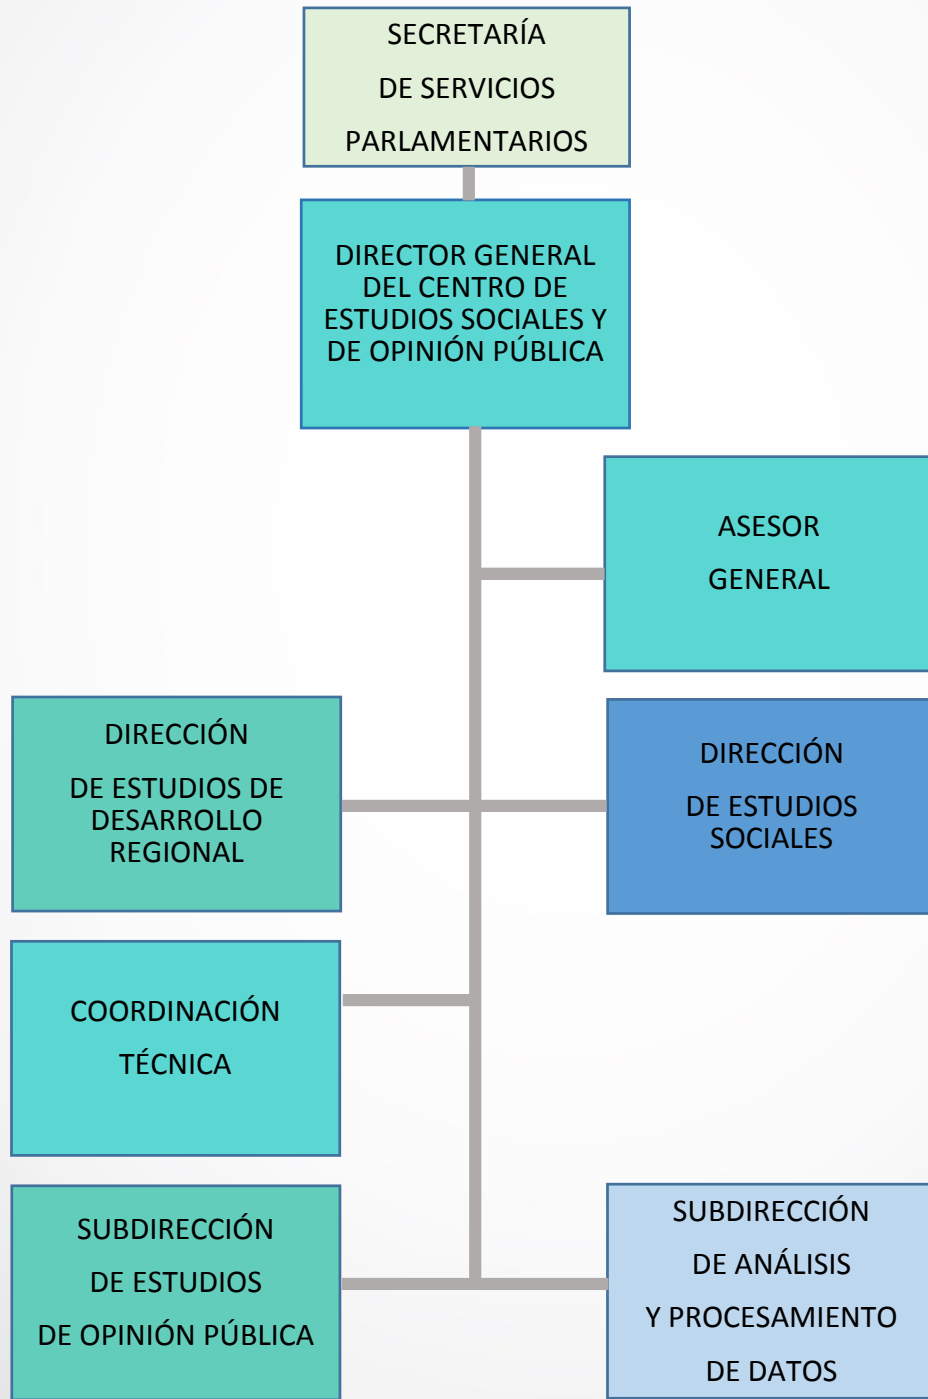 SECRETARÍA
DE SERVICIOS
PARLAMENTARIOS
DIRECTOR GENERAL
DEL CENTRO DE
ESTUDIOS SOCIALES Y
DE OPINIÓN PÚBLICA
ASESOR
GENERAL
DIRECCIÓN
DE ESTUDIOS DE
DESARROLLO
REGIONAL
DIRECCIÓN
DE ESTUDIOS
SOCIALES
COORDINACIÓN
TÉCNICA
SUBDIRECCIÓN
DE ESTUDIOS
DE OPINIÓN PÚBLICA
SUBDIRECCIÓN
DE ANÁLISIS
Y PROCESAMIENTO
DE DATOS